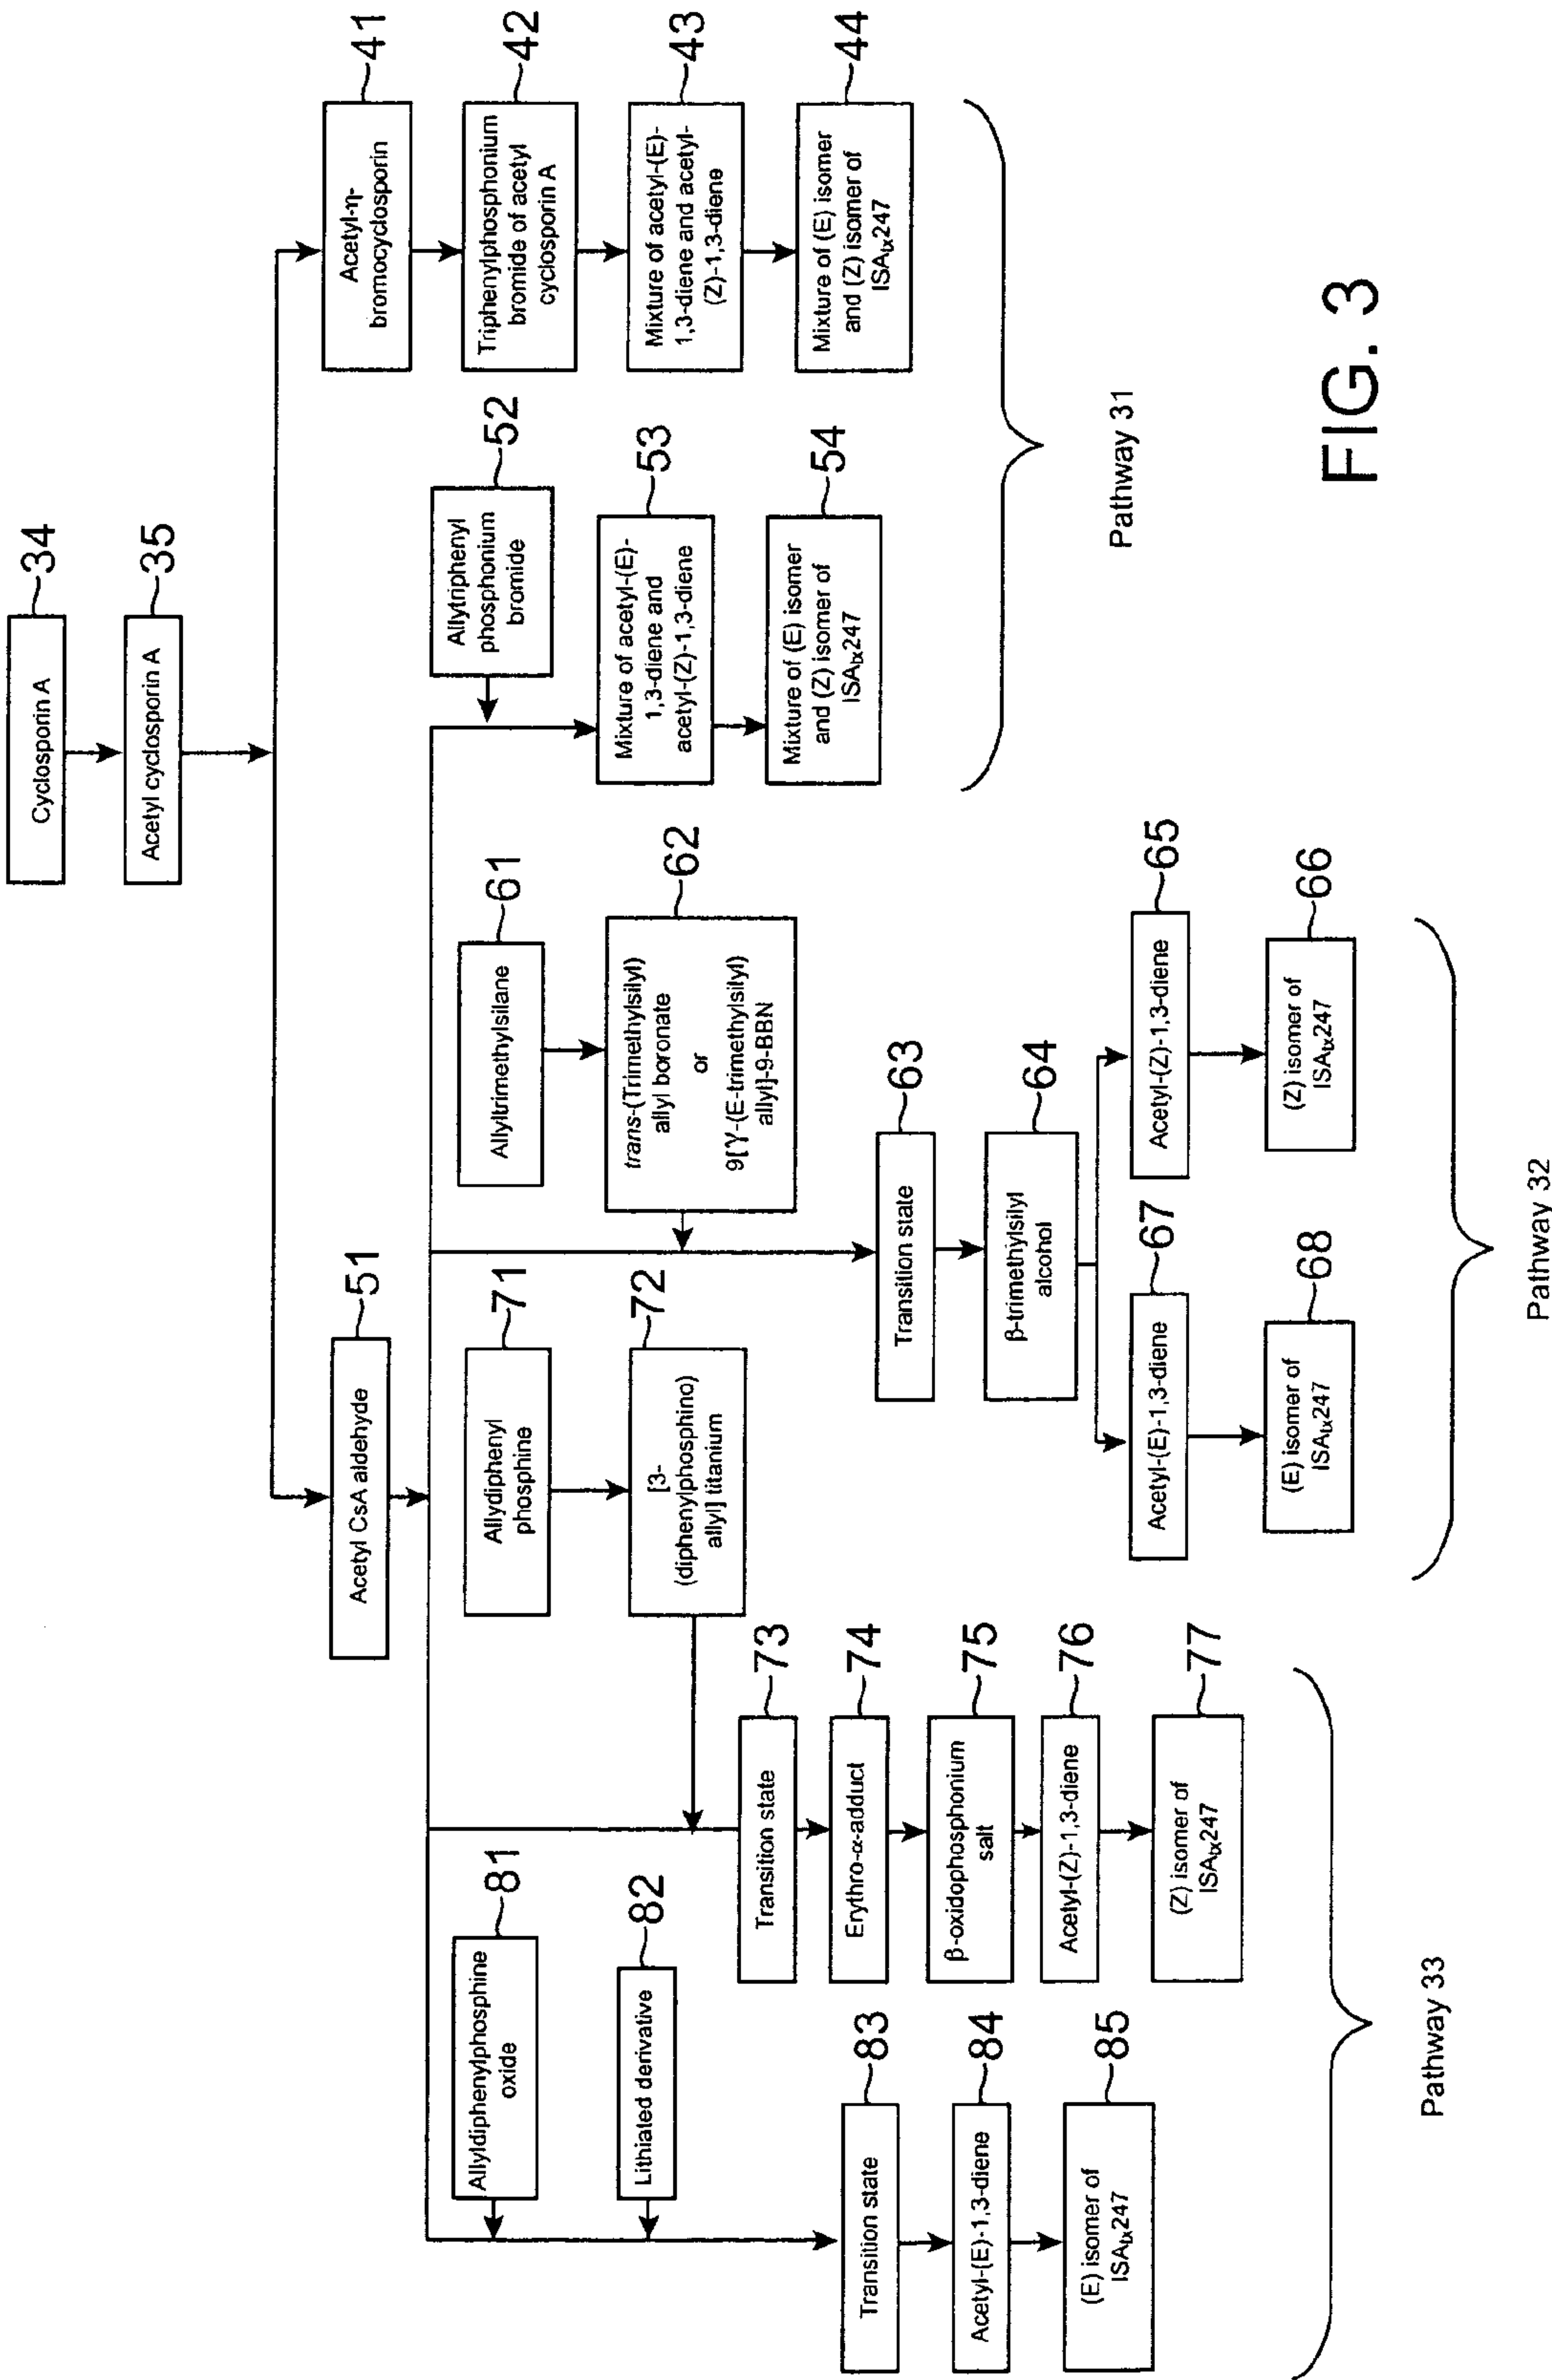 Cyclosporin A
34
Acetyl cyclosporin A
35
Acetyl CsA aldehyde
51
Acetyl-η-
bromocyclosporin
41
Triphenylphosphonium
bromide of acetyl
cyclosporin A
42
Mixture of acetyl-(E)-
1,3-diene and acetyl-
(Z)-1,3-diene
43
Mixture of (E) isomer
and (Z) isomer of
ISAtx247
44
Allytriphenyl
phosphonium
bromide
52
Mixture of acetyl-(E)-
1,3-diene and
acetyl-(Z)-1,3-diene
53
Mixture of (E) isomer
and (Z) isomer of
ISAtx247
54
Pathway 31
Allyltrimethylsilane
61
trans-(Trimethylsilyl)
allyl boronate
or
9[γ-(E-trimethylsityl)
allyl]-9-BBN
62
Transition state
63
β-trimethylsilyl
alcohol
64
Acetyl-(Z)-1,3-diene
65
(Z) isomer of
ISAtx247
66
Acetyl-(E)-1,3-diene
67
(E) isomer of
ISAtx247
68
Pathway 32
Allydiphenyl
phosphine
71
[3-
(diphenylphosphino)
allyl] titanium
72
Transition state
73
Erythro-α-adduct
74
β-oxidophosphonium
salt
75
Acetyl-(Z)-1,3-diene
76
(Z) isomer of
ISAtx247
77
Allyldiphenylphosphine
oxide
81
Lithiated derivative
82
Transition state
83
Acetyl-(E)-1,3-diene
84
(E) isomer of
ISAtx247
85
Pathway 33
FIG. 3